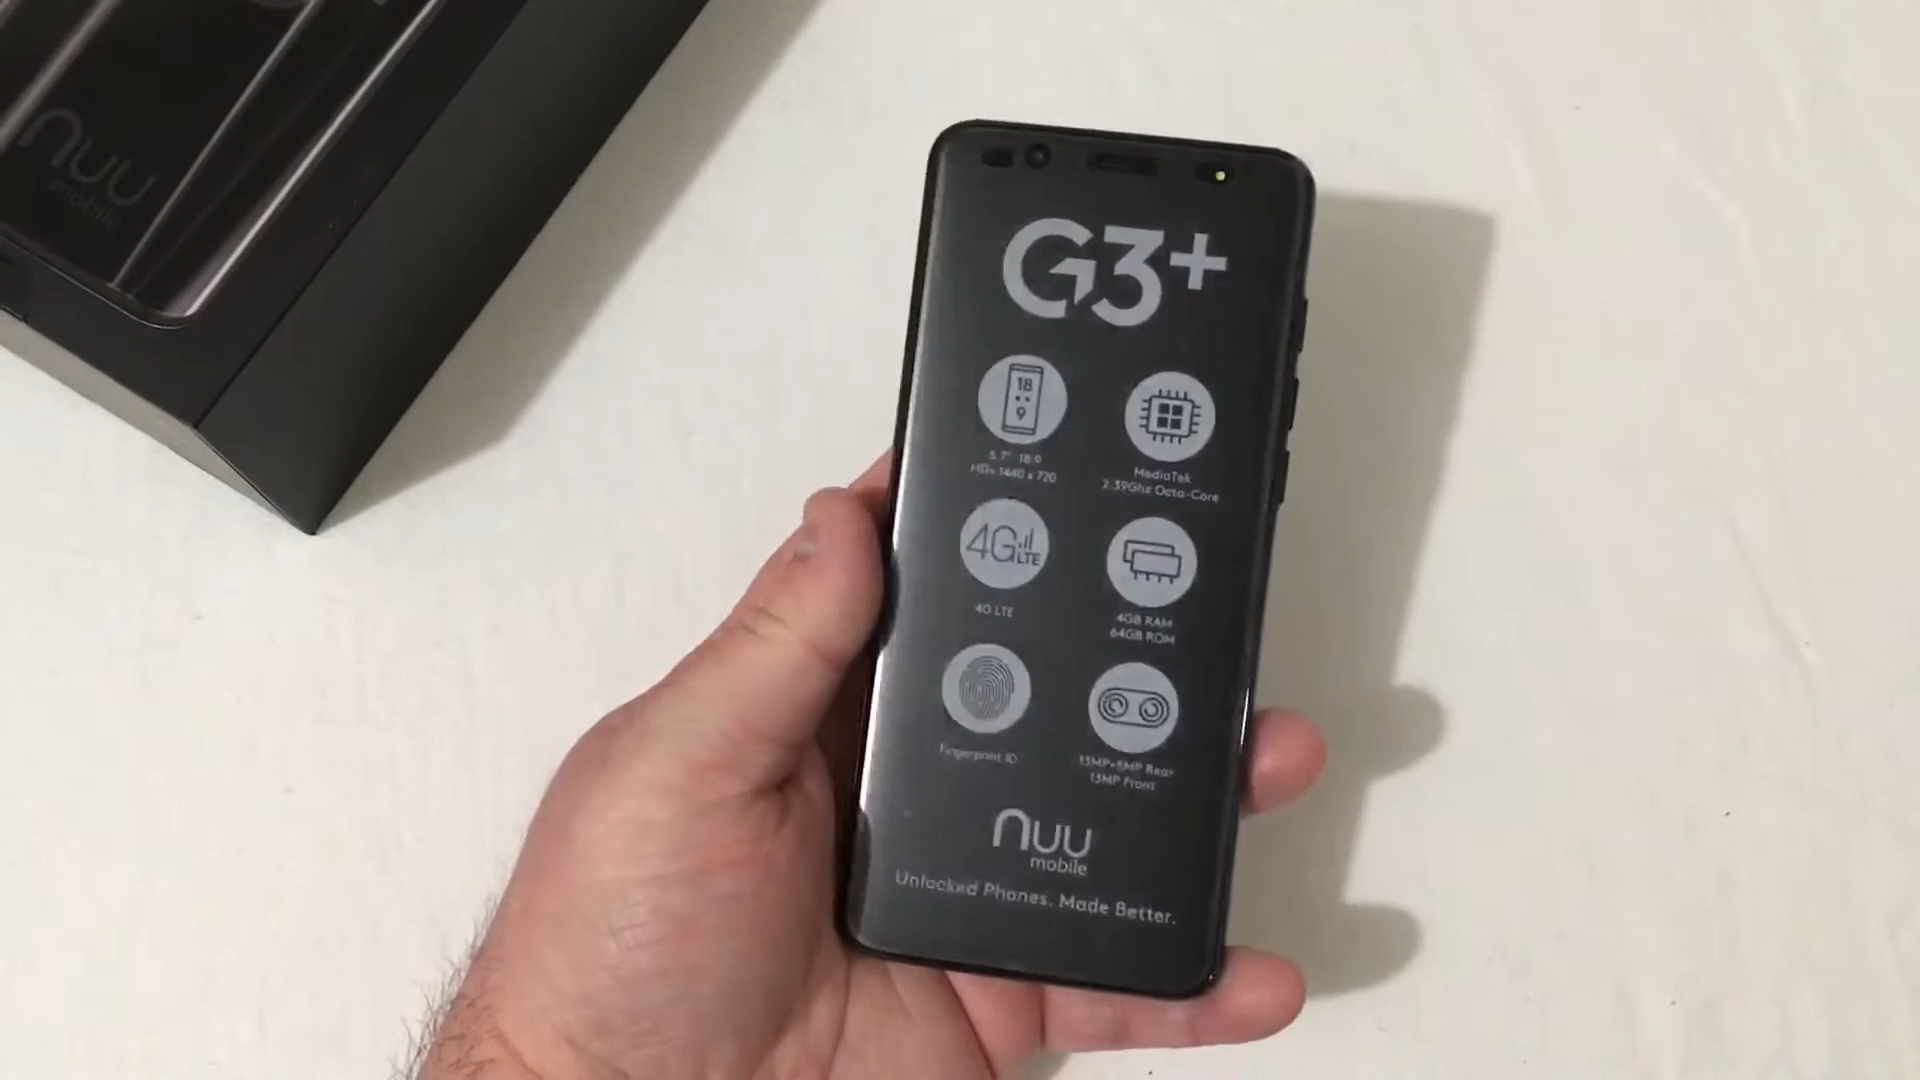 nuu
mobile
G3+
18
9
5.7" 18:9
HD+ 1440 x 720
MediaTek
2.39Ghz Octa-Core
4G LTE
4G LTE
4GB RAM
64GB ROM
Fingerprint ID
13MP+5MP Rear
13MP Front
nuu
mobile
Unlocked Phones. Made Better.